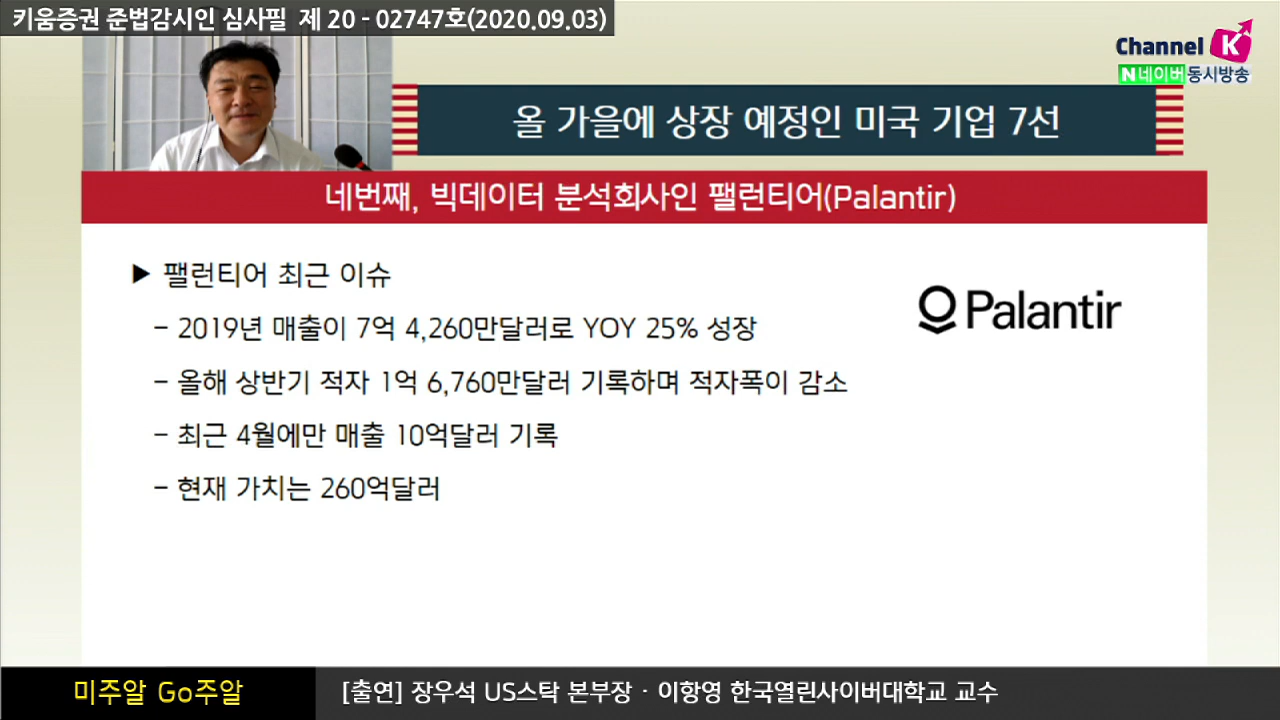 키움증권 준법감시인 심사필 제 20 - 02747호(2020.09.03)
Channel K
N 네이버 동시방송
올 가을에 상장 예정인 미국 기업 7선
네번째, 빅데이터 분석회사인 팰런티어(Palantir)
▶ 팰런티어 최근 이슈
Palantir
- 2019년 매출이 7억 4,260만달러로 YOY 25% 성장
- 올해 상반기 적자 1억 6,760만달러 기록하며 적자폭이 감소
- 최근 4월에만 매출 10억달러 기록
- 현재 가치는 260억달러
미주알 Go주알
[출연] 장우석 US스탁 본부장 · 이항영 한국열린사이버대학교 교수